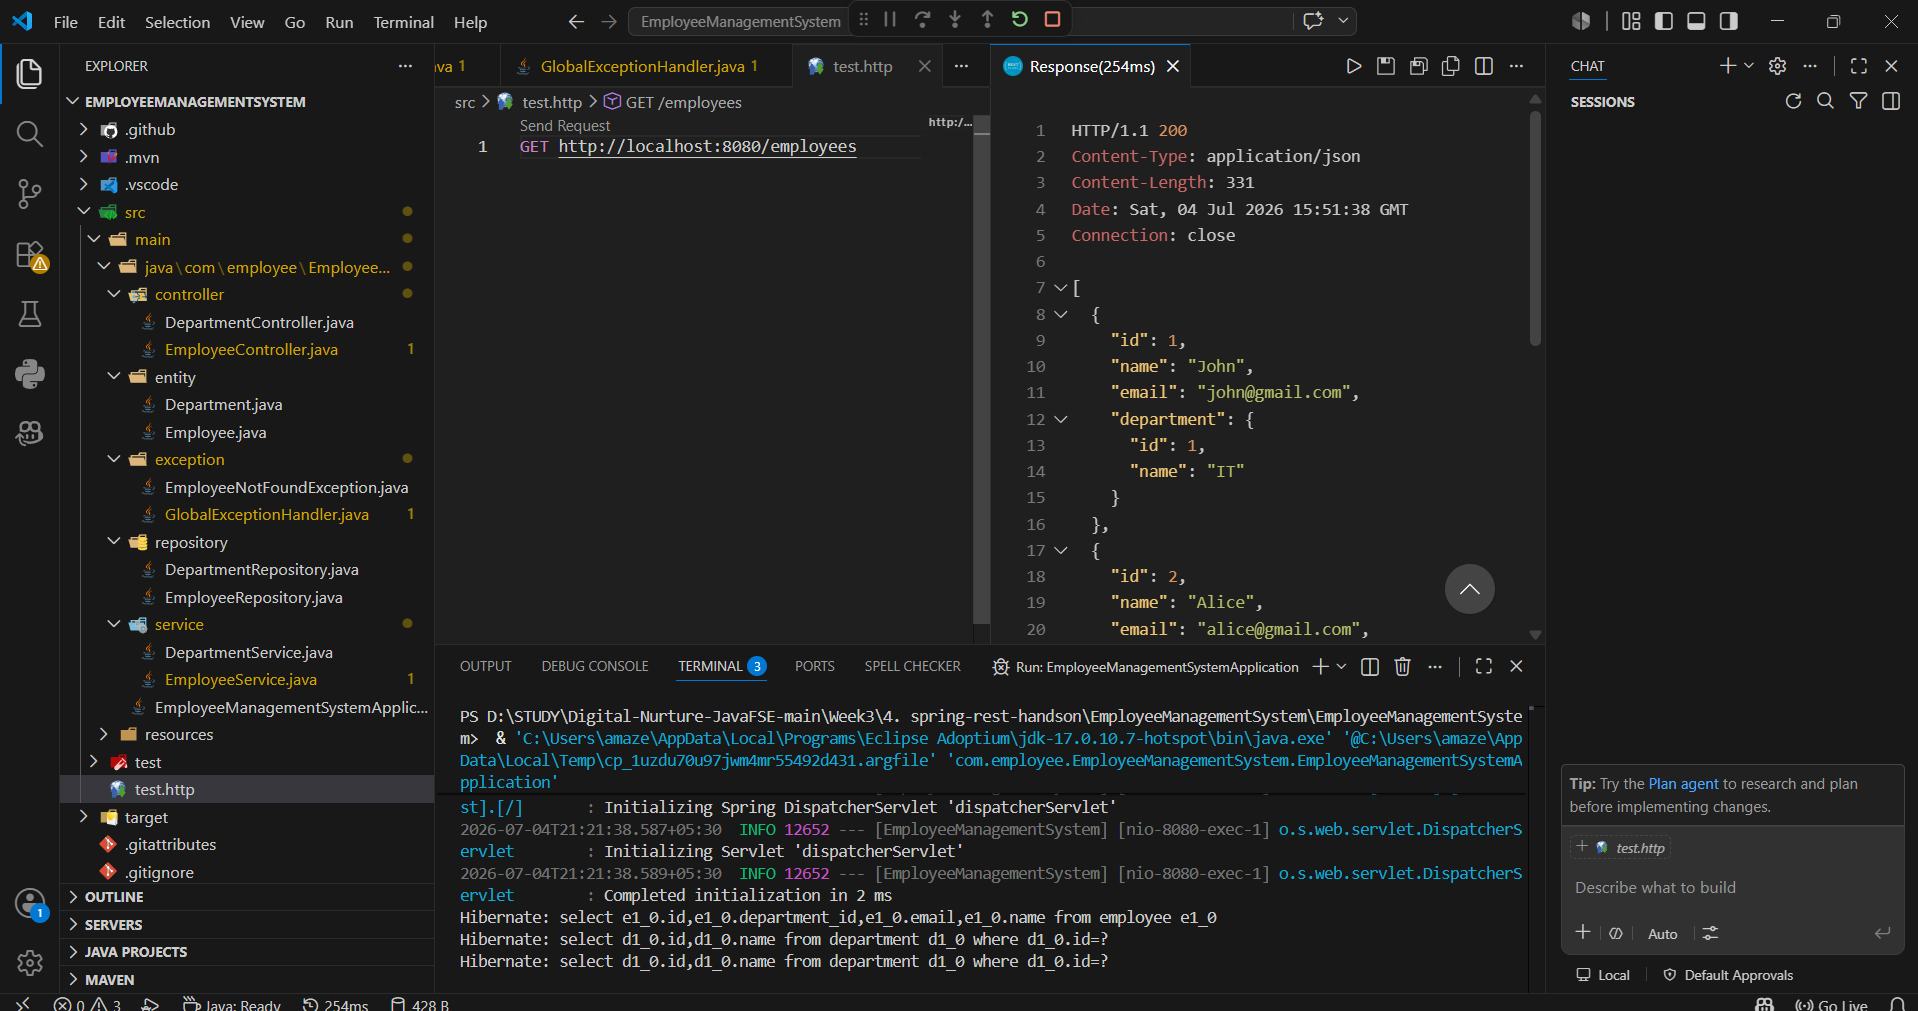 File Edit Selection View Go Run Terminal Help
EmployeeManagementSystem
EXPLORER
EMPLOYEEMANAGEMENTSYSTEM
.github
.mvn
.vscode
src
main
java\com\employee\Employee...
controller
DepartmentController.java
EmployeeController.java 1
entity
Department.java
Employee.java
exception
EmployeeNotFoundException.java
GlobalExceptionHandler.java 1
repository
DepartmentRepository.java
EmployeeRepository.java
service
DepartmentService.java
EmployeeService.java 1
EmployeeManagementSystemApplic...
resources
test
test.http
target
.gitattributes
.gitignore
OUTLINE
SERVERS
JAVA PROJECTS
MAVEN
va 1 GlobalExceptionHandler.java 1 test.http
src > test.http > GET /employees
Send Request
1 GET http://localhost:8080/employees
http:/...
Response(254ms)
1 HTTP/1.1 200
2 Content-Type: application/json
3 Content-Length: 331
4 Date: Sat, 04 Jul 2026 15:51:38 GMT
5 Connection: close
6
7 [
8 {
9 "id": 1,
10 "name": "John",
11 "email": "john@gmail.com",
12 "department": {
13 "id": 1,
14 "name": "IT"
15 }
16 },
17 {
18 "id": 2,
19 "name": "Alice",
20 "email": "alice@gmail.com",
OUTPUT DEBUG CONSOLE TERMINAL 3 PORTS SPELL CHECKER Run: EmployeeManagementSystemApplication
PS D:\STUDY\Digital-Nurture-JavaFSE-main\Week3\4. spring-rest-handson\EmployeeManagementSystem\EmployeeManagementSyste
m> & 'C:\Users\amaze\AppData\Local\Programs\Eclipse Adoptium\jdk-17.0.10.7-hotspot\bin\java.exe' '@C:\Users\amaze\App
Data\Local\Temp\cp_1uzdu70u97jwm4mr55492d431.argfile' 'com.employee.EmployeeManagementSystem.EmployeeManagementSystemA
pplication'
st].[/] : Initializing Spring DispatcherServlet 'dispatcherServlet'
2026-07-04T21:21:38.587+05:30 INFO 12652 --- [EmployeeManagementSystem] [nio-8080-exec-1] o.s.web.servlet.DispatcherS
ervlet : Initializing Servlet 'dispatcherServlet'
2026-07-04T21:21:38.589+05:30 INFO 12652 --- [EmployeeManagementSystem] [nio-8080-exec-1] o.s.web.servlet.DispatcherS
ervlet : Completed initialization in 2 ms
Hibernate: select e1_0.id,e1_0.department_id,e1_0.email,e1_0.name from employee e1_0
Hibernate: select d1_0.id,d1_0.name from department d1_0 where d1_0.id=?
Hibernate: select d1_0.id,d1_0.name from department d1_0 where d1_0.id=?
CHAT
SESSIONS
Tip: Try the Plan agent to research and plan
before implementing changes.
test.http
Describe what to build
Auto
Local Default Approvals
1
0 3 Java: Ready 254ms 428 B Go Live